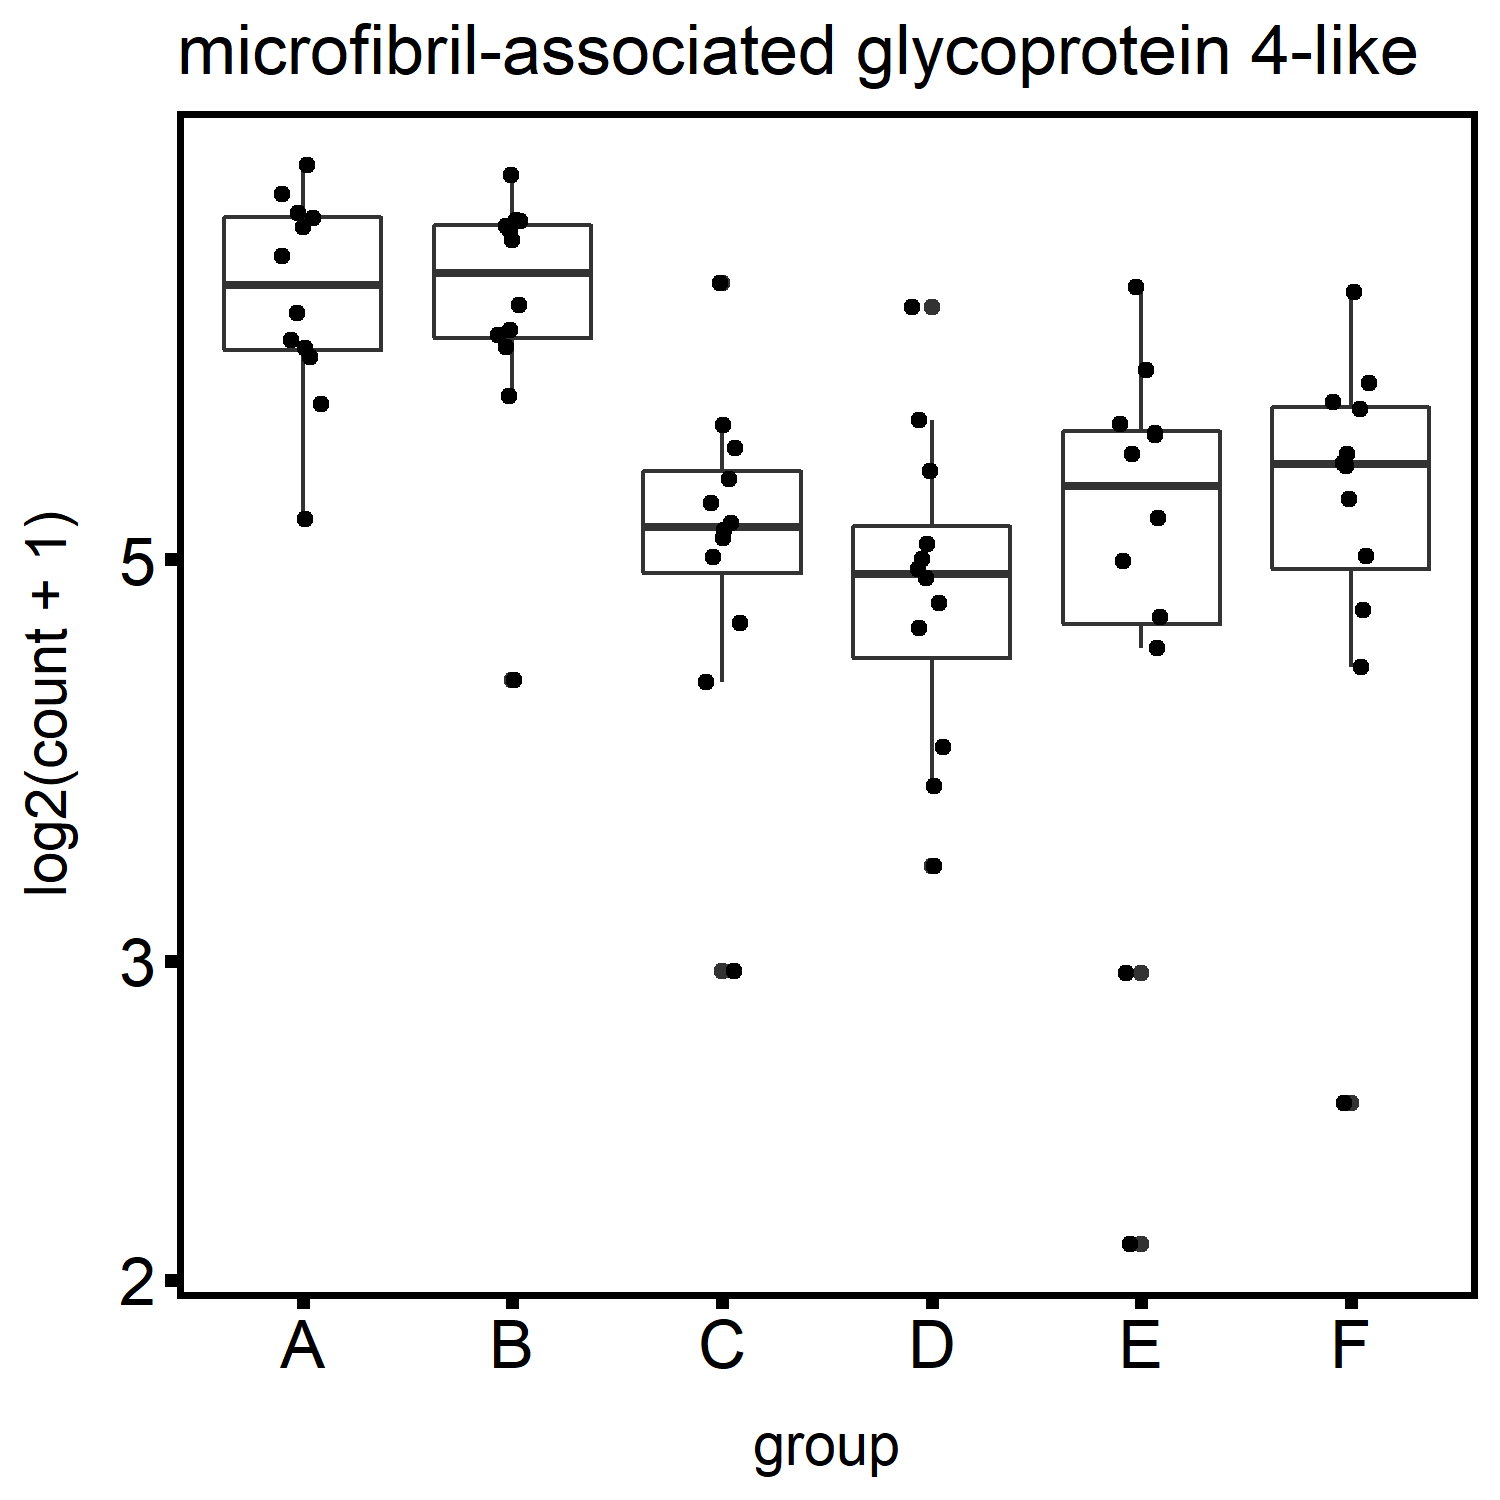 microfibril-associated glycoprotein 4-like
log2(count + 1)
5
3
2
A B C D E F
group